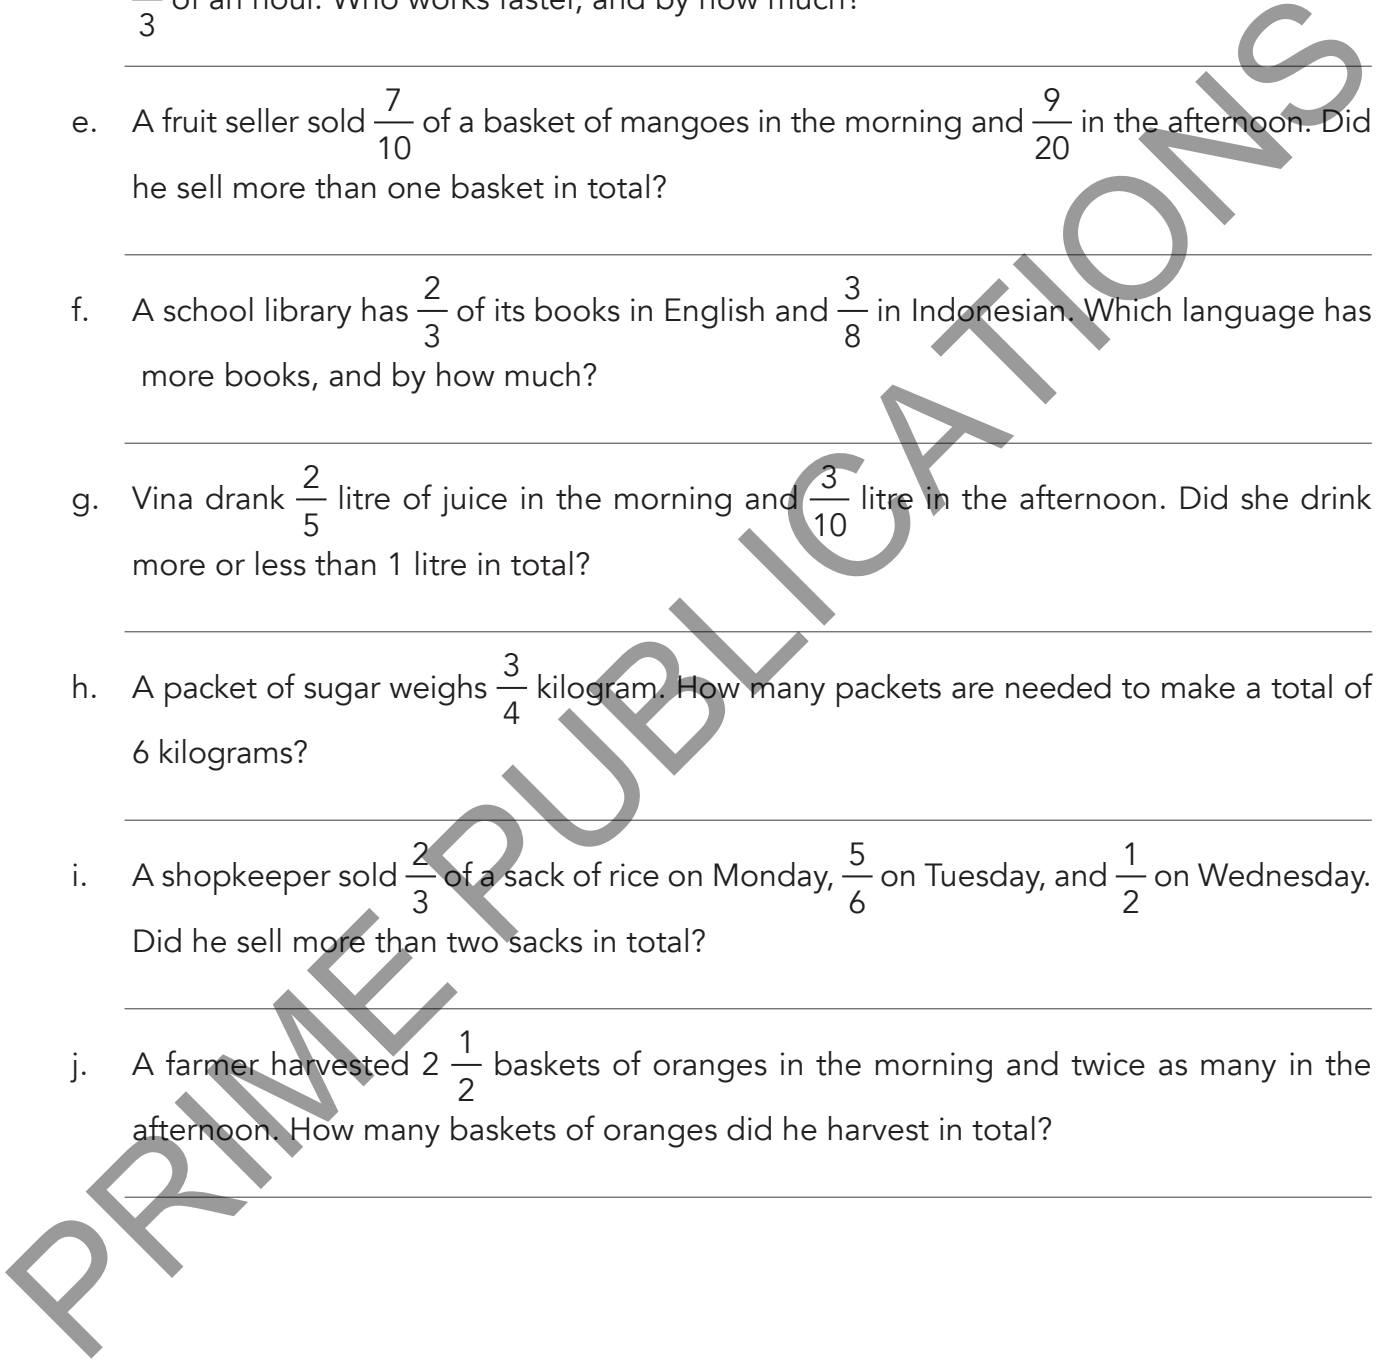 3 of an hour. Who works faster, and by how much?
e. A fruit seller sold 7/10 of a basket of mangoes in the morning and 9/20 in the afternoon. Did
he sell more than one basket in total?
f. A school library has 2/3 of its books in English and 3/8 in Indonesian. Which language has
more books, and by how much?
g. Vina drank 2/5 litre of juice in the morning and 3/10 litre in the afternoon. Did she drink
more or less than 1 litre in total?
h. A packet of sugar weighs 3/4 kilogram. How many packets are needed to make a total of
6 kilograms?
i. A shopkeeper sold 2/3 of a sack of rice on Monday, 5/6 on Tuesday, and 1/2 on Wednesday.
Did he sell more than two sacks in total?
j. A farmer harvested 2 1/2 baskets of oranges in the morning and twice as many in the
afternoon. How many baskets of oranges did he harvest in total?
PRIME PUBLICATIONS